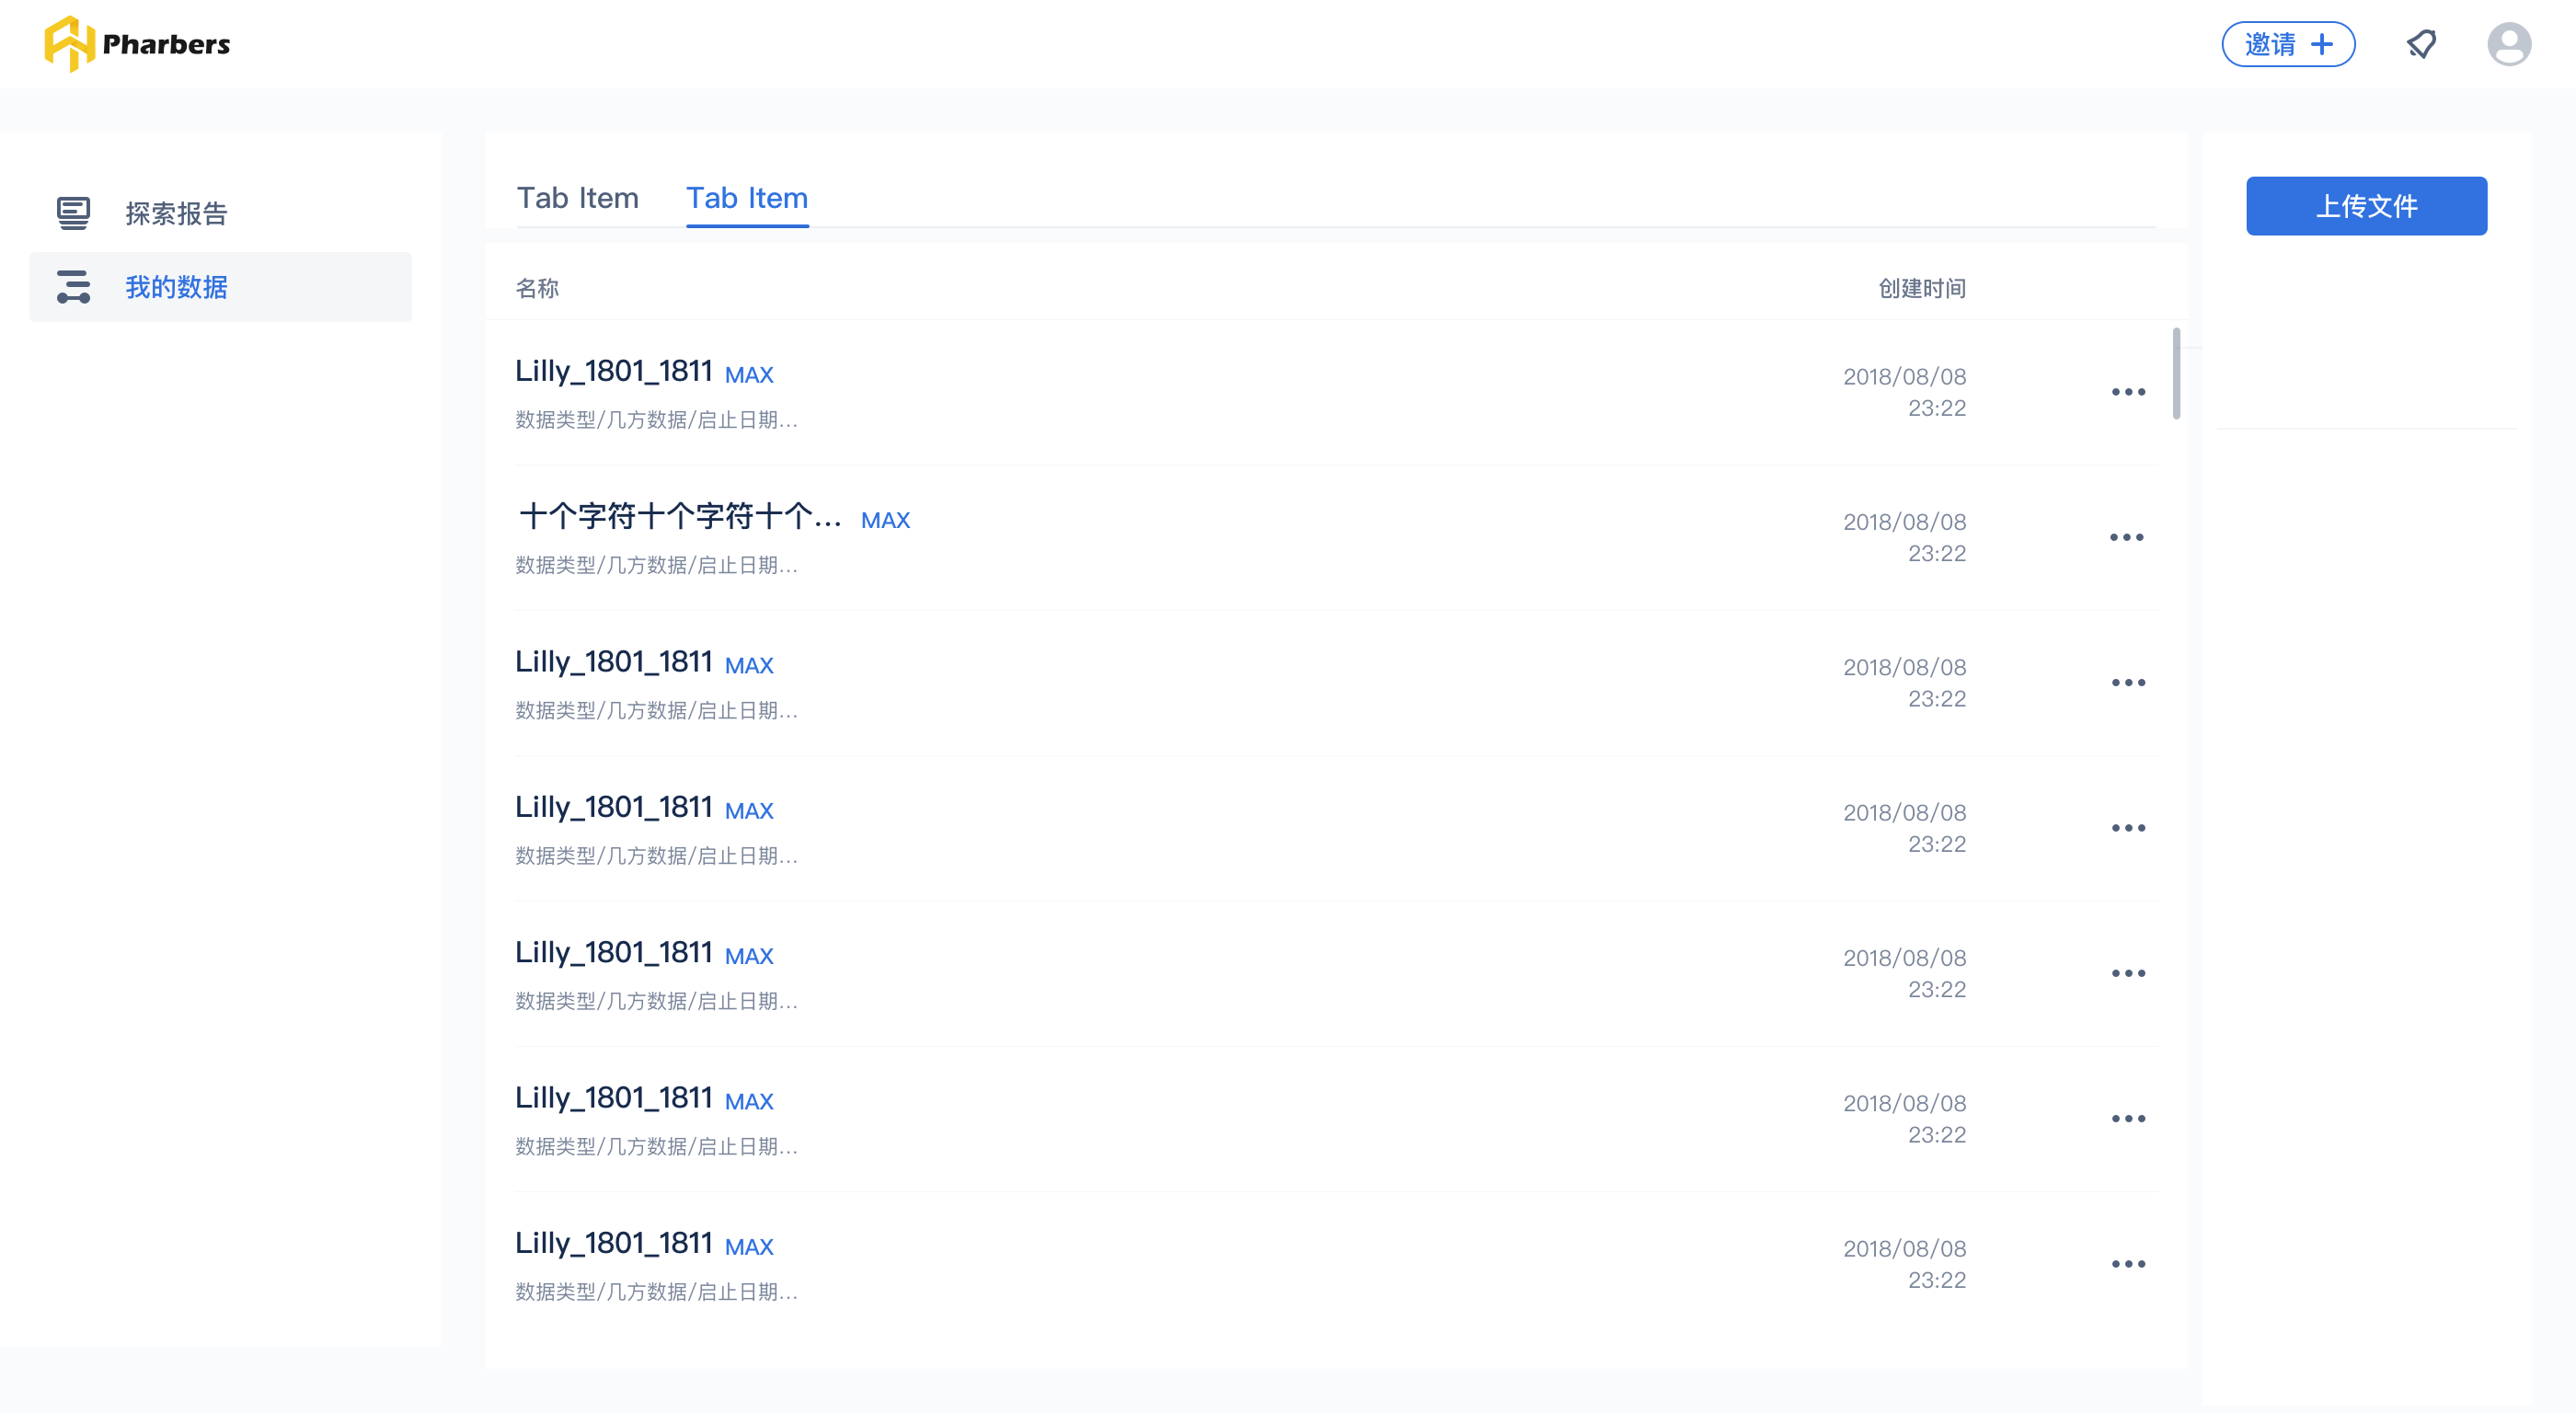 Pharbers
邀请
探索报告
我的数据
Tab Item
Tab Item
上传文件
名称
创建时间
Lilly_1801_1811 MAX
数据类型/几方数据/启止日期...
2018/08/08
23:22
十个字符十个字符十个... MAX
数据类型/几方数据/启止日期...
2018/08/08
23:22
Lilly_1801_1811 MAX
数据类型/几方数据/启止日期...
2018/08/08
23:22
Lilly_1801_1811 MAX
数据类型/几方数据/启止日期...
2018/08/08
23:22
Lilly_1801_1811 MAX
数据类型/几方数据/启止日期...
2018/08/08
23:22
Lilly_1801_1811 MAX
数据类型/几方数据/启止日期...
2018/08/08
23:22
Lilly_1801_1811 MAX
数据类型/几方数据/启止日期...
2018/08/08
23:22